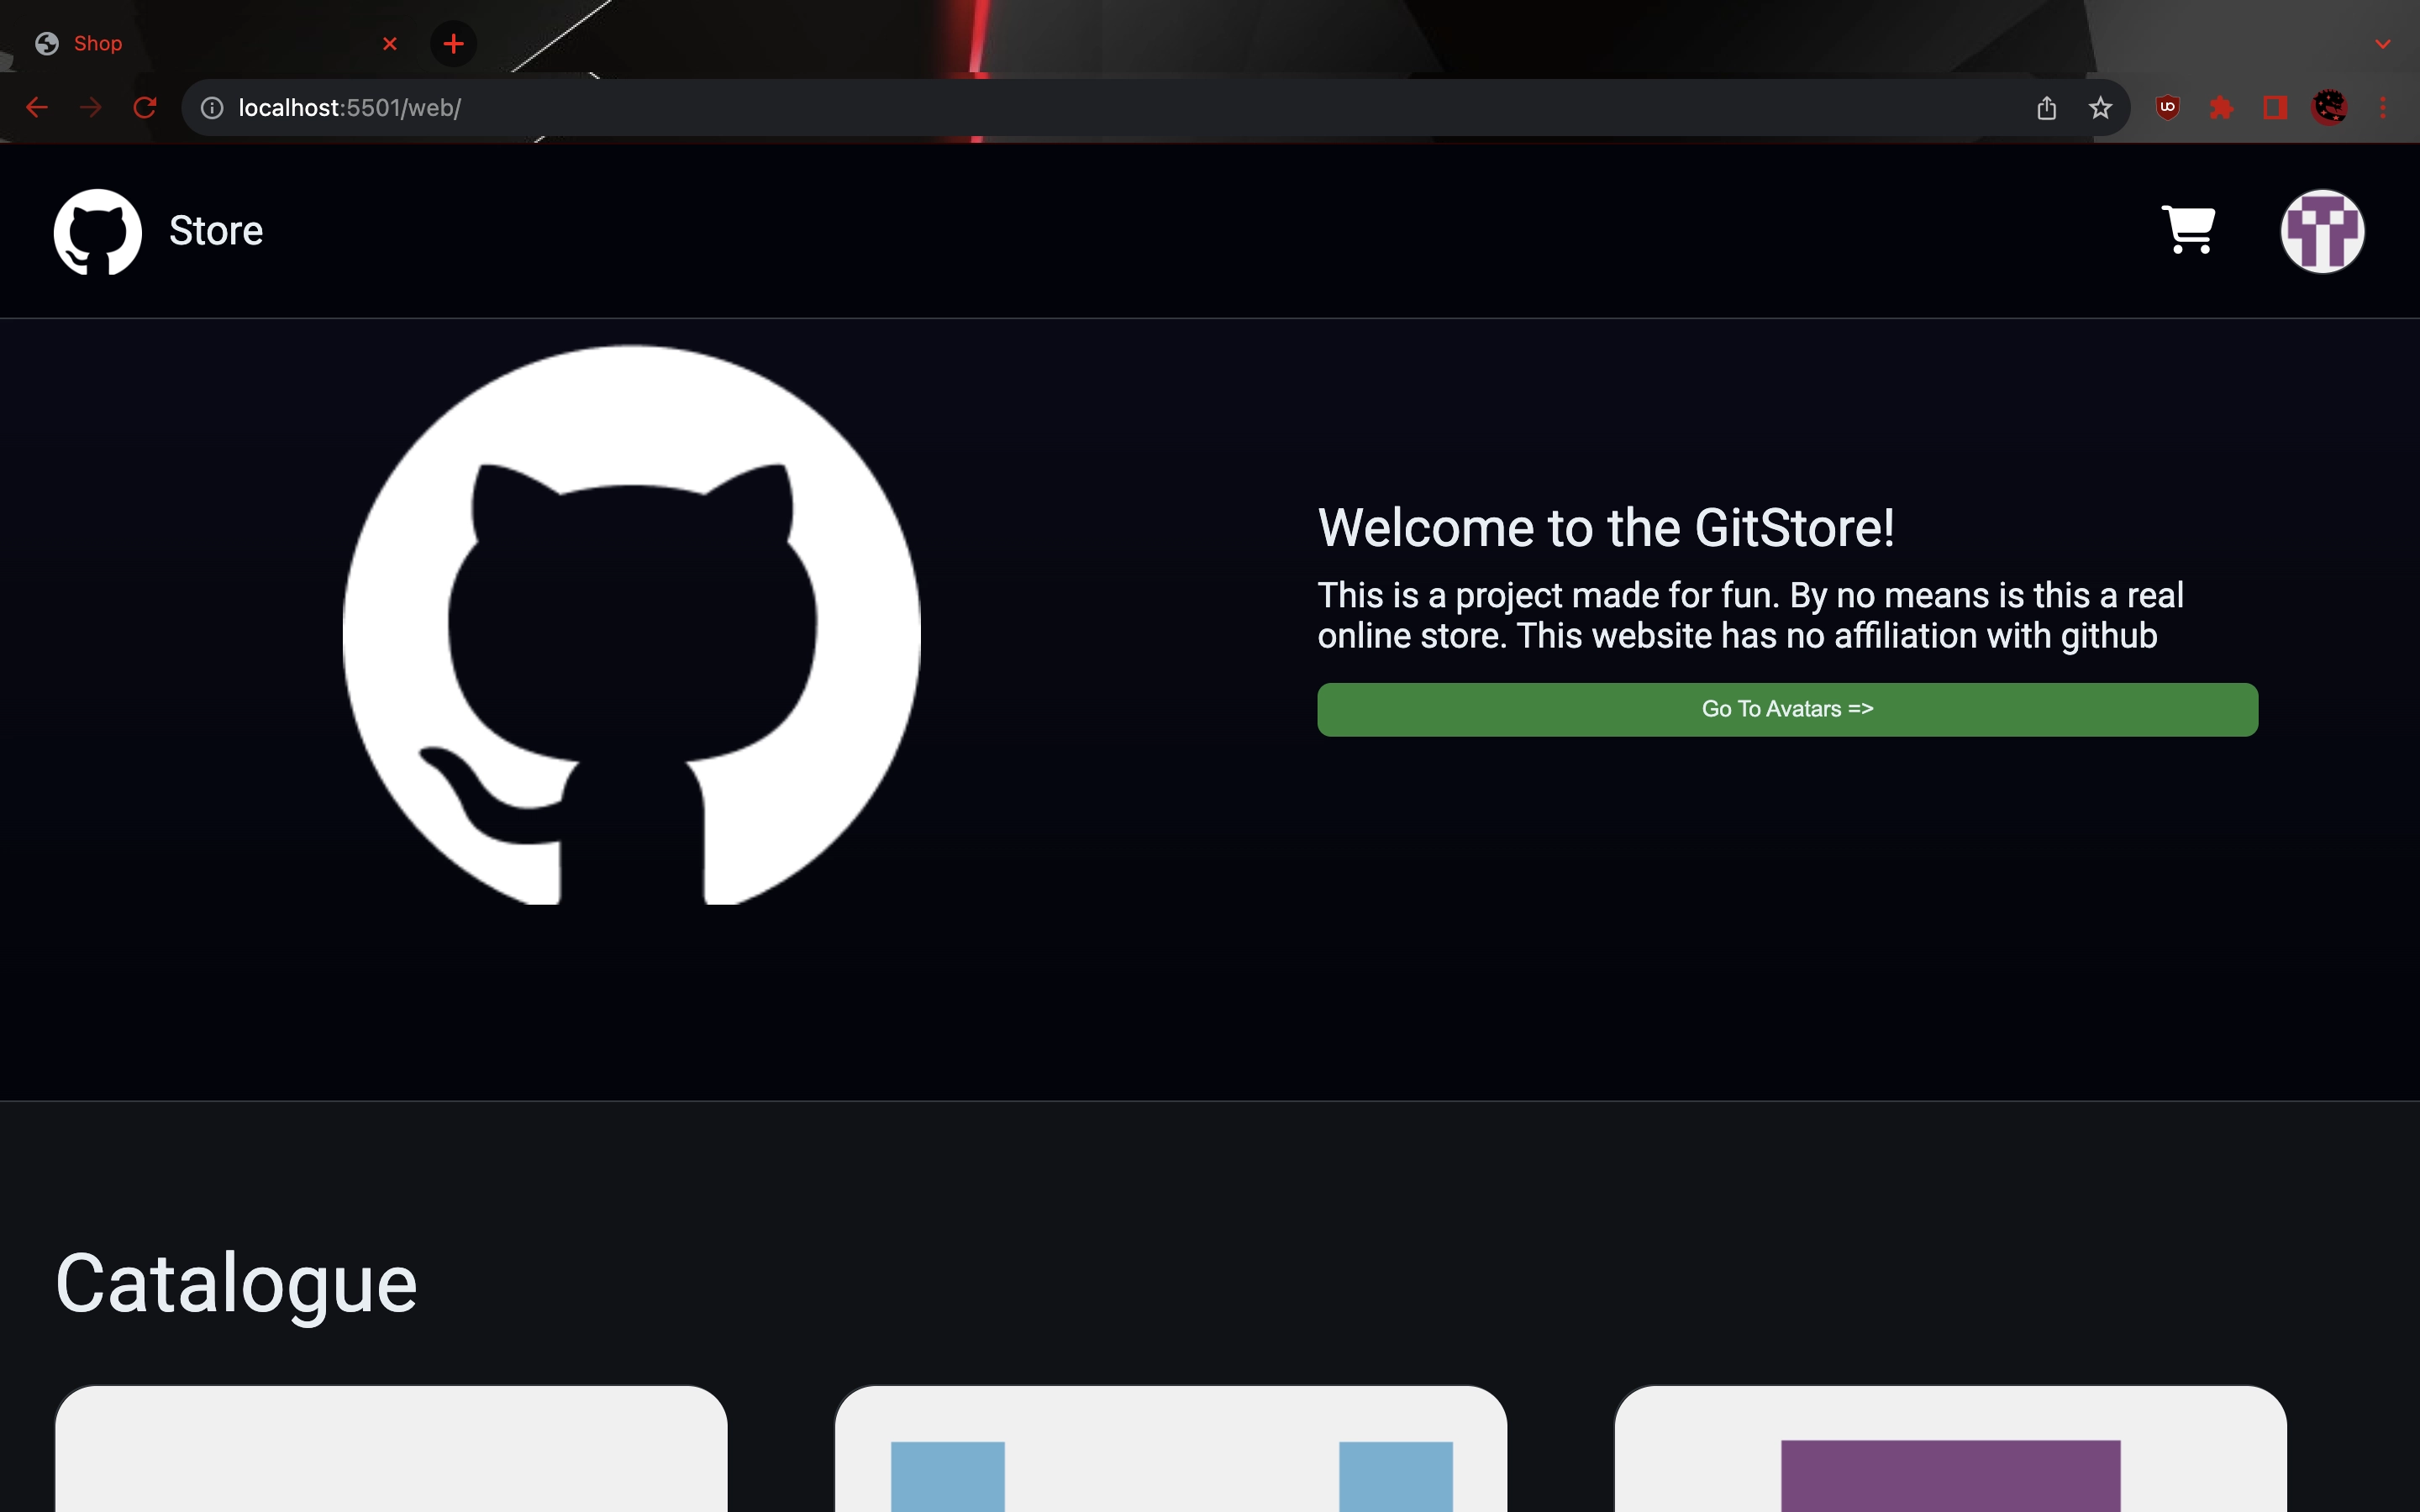 Shop
localhost:5501/web/
Store
Welcome to the GitStore!
This is a project made for fun. By no means is this a real
online store. This website has no affiliation with github
Go To Avatars =>
Catalogue